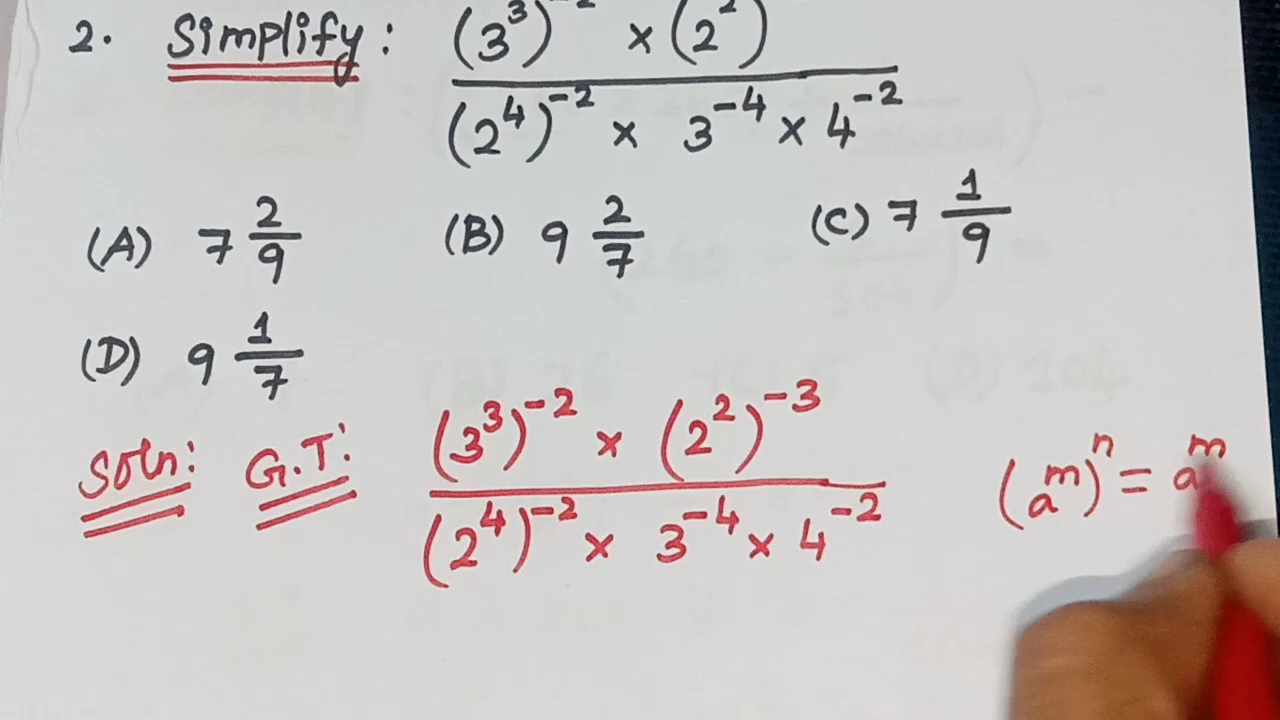 2. Simplify: (3³)⁻² × (2²)
(2⁴)⁻² × 3⁻⁴ × 4⁻²
(A) 7 2/9 (B) 9 2/7 (C) 7 1/9
(D) 9 1/7
Soln: G.T: (3³)⁻² × (2²)⁻³
(2⁴)⁻² × 3⁻⁴ × 4⁻²
(aᵐ)ⁿ = aᵐ